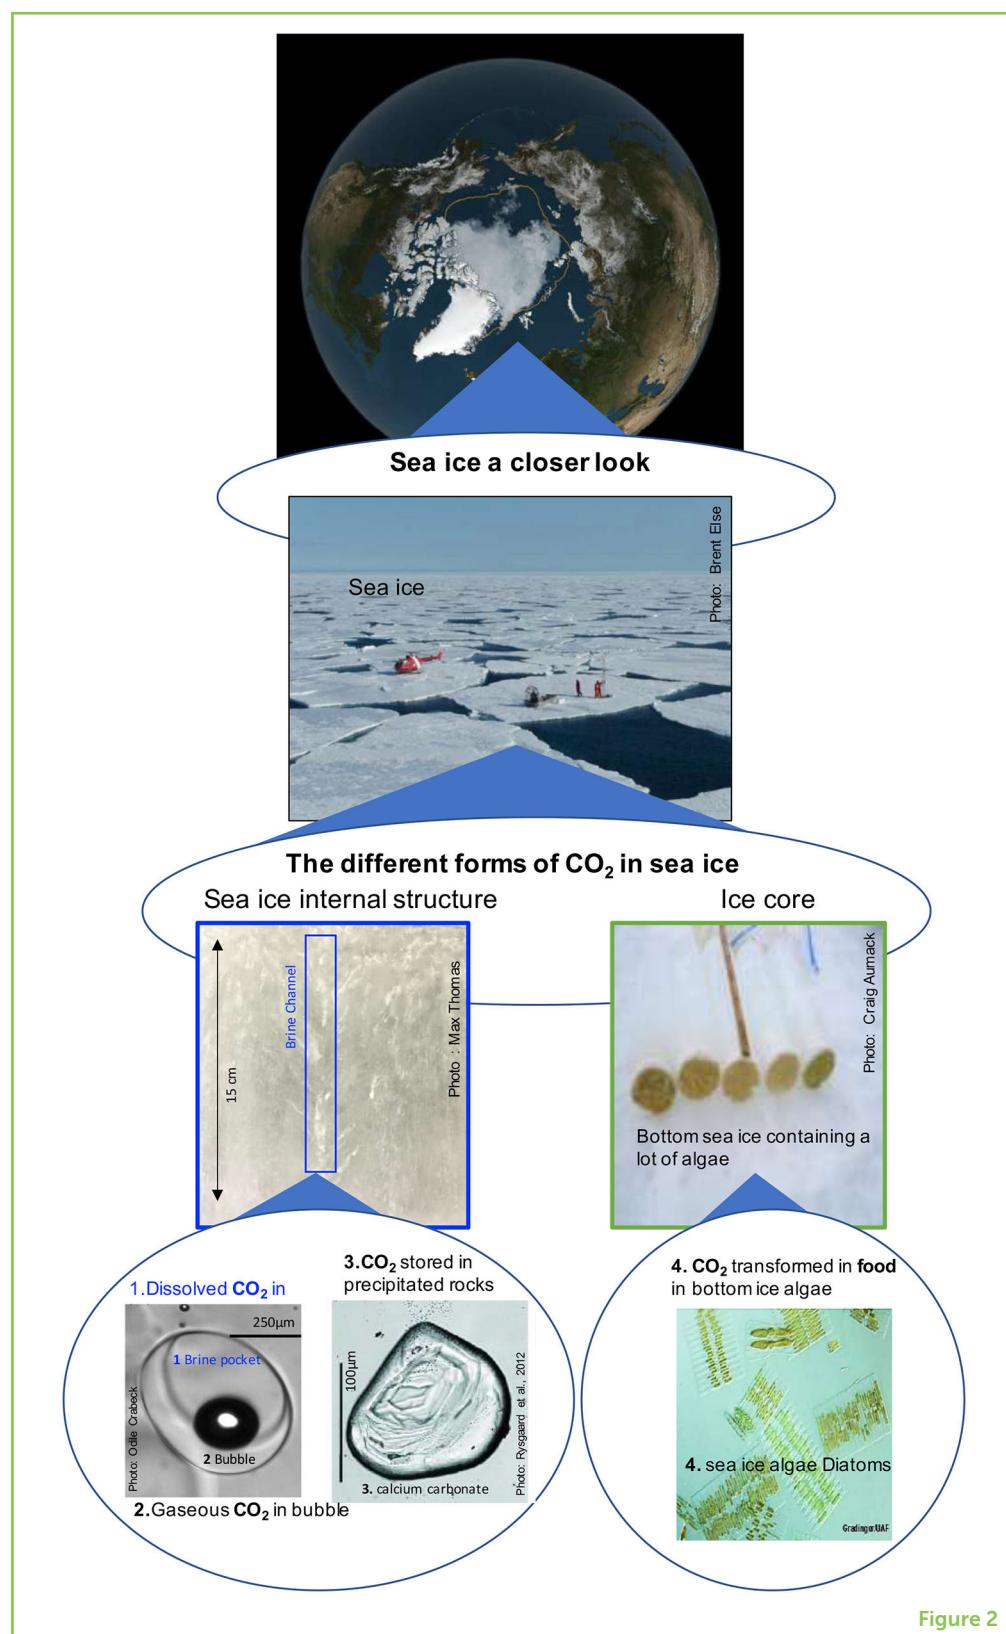 Sea ice a closer look
Photo: Brent Else
Sea ice
The different forms of CO₂ in sea ice
Sea ice internal structure
Brine Channel
15 cm
Photo : Max Thomas
Ice core
Photo: Craig Aumack
Bottom sea ice containing a
lot of algae
1.Dissolved CO₂ in
250µm
1 Brine pocket
Photo: Odile Crabeck
2 Bubble
2.Gaseous CO₂ in bubble
3.CO₂ stored in
precipitated rocks
100µm
3. calcium carbonate
Photo: Rysgaard et al., 2012
4. CO₂ transformed in food
in bottom ice algae
4. sea ice algae Diatoms
Gradinger/UAF
Figure 2